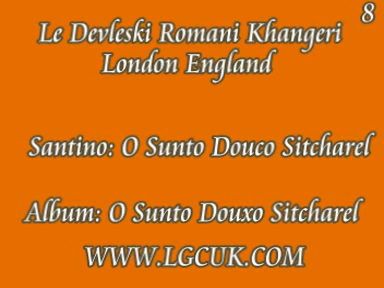 8
Le Devleski Romani Khangeri
London England
Santino: O Sunto Douco Sitcharel
Album: O Sunto Douxo Sitcharel
WWW.LGCUK.COM